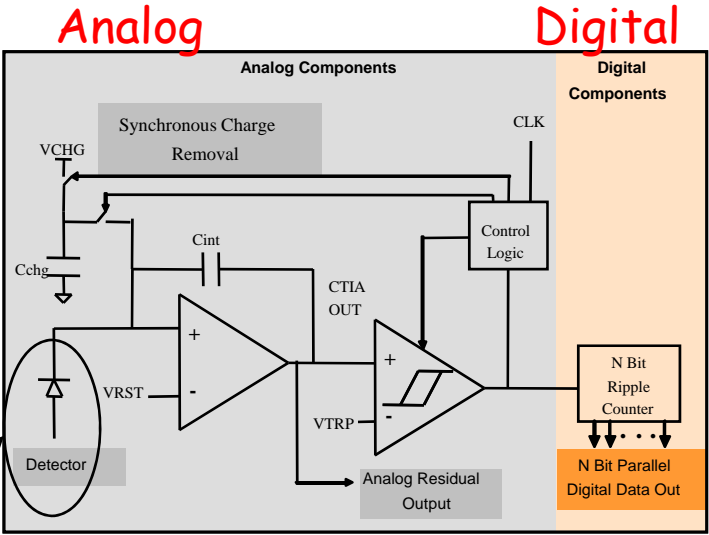 Analog
Digital
Analog Components
Digital
Components
Synchronous Charge
Removal
CLK
VCHG
Control
Logic
Cint
Cchg
CTIA
OUT
+
+
N Bit
Ripple
Counter
VRST
-
VTRP
-
Detector
Analog Residual
Output
N Bit Parallel
Digital Data Out